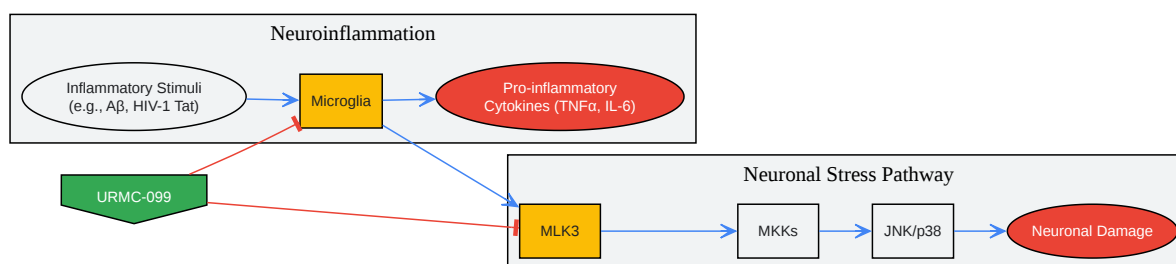 Neuroinflammation
Inflammatory Stimuli
(e.g., Aβ, HIV-1 Tat)
Microglia
Pro-inflammatory
Cytokines (TNFα, IL-6)
URMC-099
Neuronal Stress Pathway
MLK3
MKKs
JNK/p38
Neuronal Damage